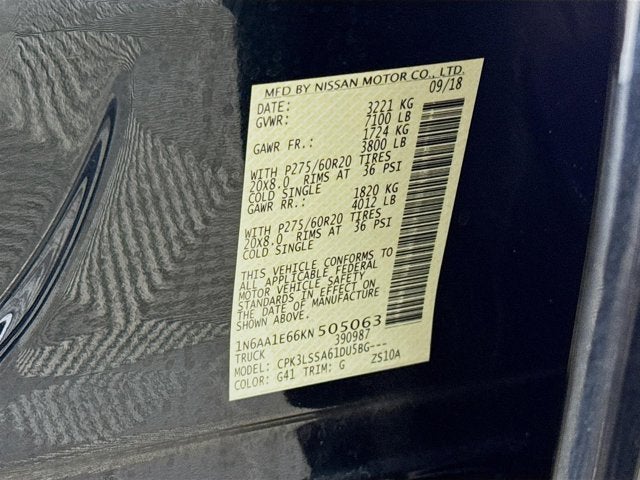 MFD BY NISSAN MOTOR CO., LTD.
DATE: 09/18
GVWR: 3221 KG
7100 LB
GAWR FR.: 1724 KG
3800 LB
WITH P275/60R20 TIRES
20X8.0 RIMS AT 36 PSI
COLD SINGLE
GAWR RR.: 1820 KG
4012 LB
WITH P275/60R20 TIRES
20X8.0 RIMS AT 36 PSI
COLD SINGLE
THIS VEHICLE CONFORMS TO
ALL APPLICABLE FEDERAL
MOTOR VEHICLE SAFETY
STANDARDS IN EFFECT ON
THE DATE OF MANUFACTURE
SHOWN ABOVE.
1N6AA1E66KN505063
TRUCK 390987
MODEL: CPK3LSSA61DU5BG---
COLOR: G41 TRIM: G ZS10A